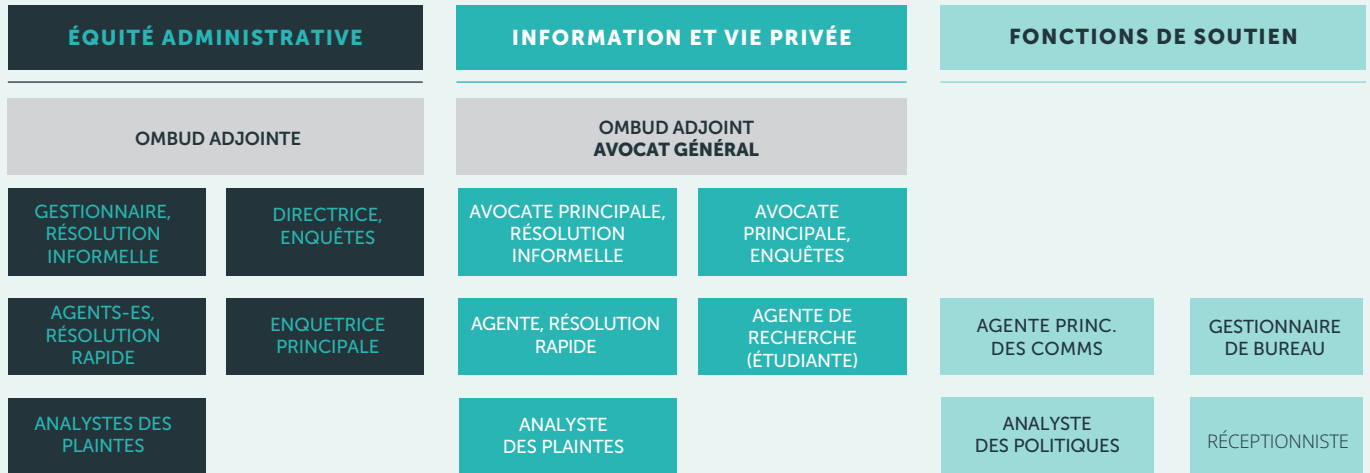 ÉQUITÉ ADMINISTRATIVE
OMBUD ADJOINTE
GESTIONNAIRE,
RÉSOLUTION
INFORMELLE
DIRECTRICE,
ENQUÊTES
AGENTS-ES,
RÉSOLUTION
RAPIDE
ENQUETRICE
PRINCIPALE
ANALYSTES DES
PLAINTES
INFORMATION ET VIE PRIVÉE
OMBUD ADJOINT
AVOCAT GÉNÉRAL
AVOCATE PRINCIPALE,
RÉSOLUTION
INFORMELLE
AVOCATE
PRINCIPALE,
ENQUÊTES
AGENTE, RÉSOLUTION
RAPIDE
AGENTE DE
RECHERCHE
(ÉTUDIANTE)
ANALYSTE
DES PLAINTES
FONCTIONS DE SOUTIEN
AGENTE PRINC.
DES COMMS
GESTIONNAIRE
DE BUREAU
ANALYSTE
DES POLITIQUES
RÉCEPTIONNISTE